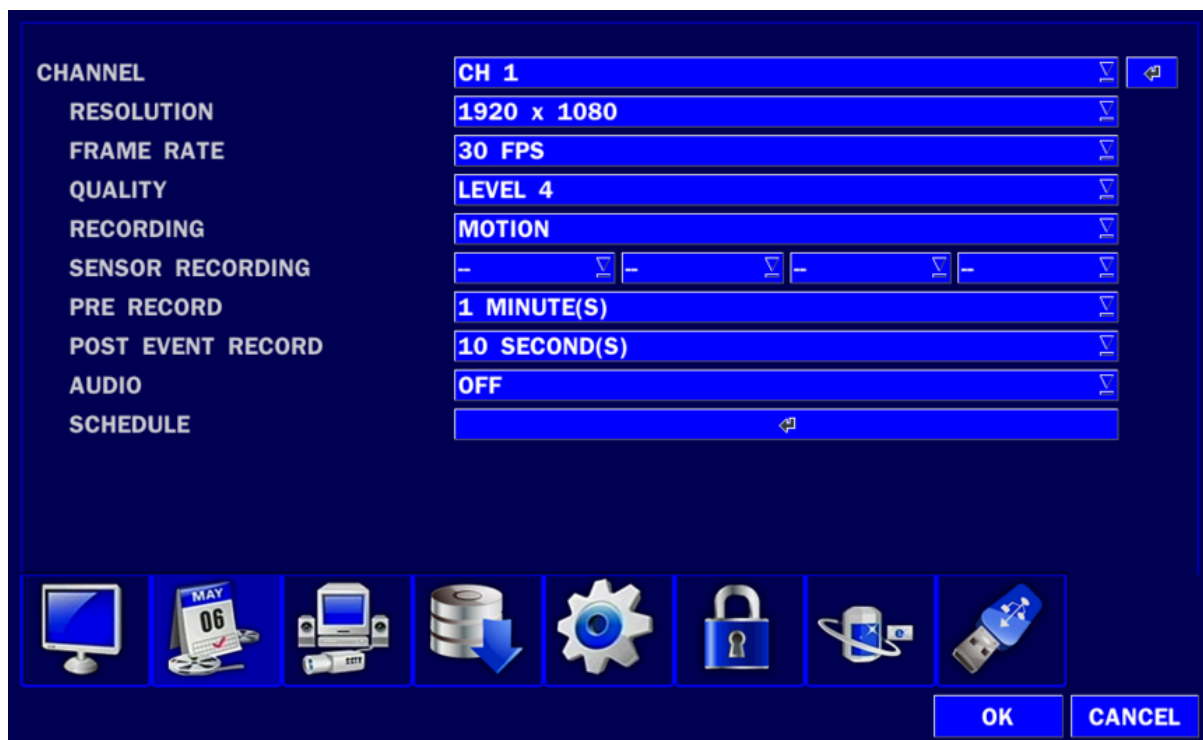 CHANNEL CH 1
RESOLUTION 1920 x 1080
FRAME RATE 30 FPS
QUALITY LEVEL 4
RECORDING MOTION
SENSOR RECORDING -- -- -- --
PRE RECORD 1 MINUTE(S)
POST EVENT RECORD 10 SECOND(S)
AUDIO OFF
SCHEDULE
MAY
06
OK CANCEL